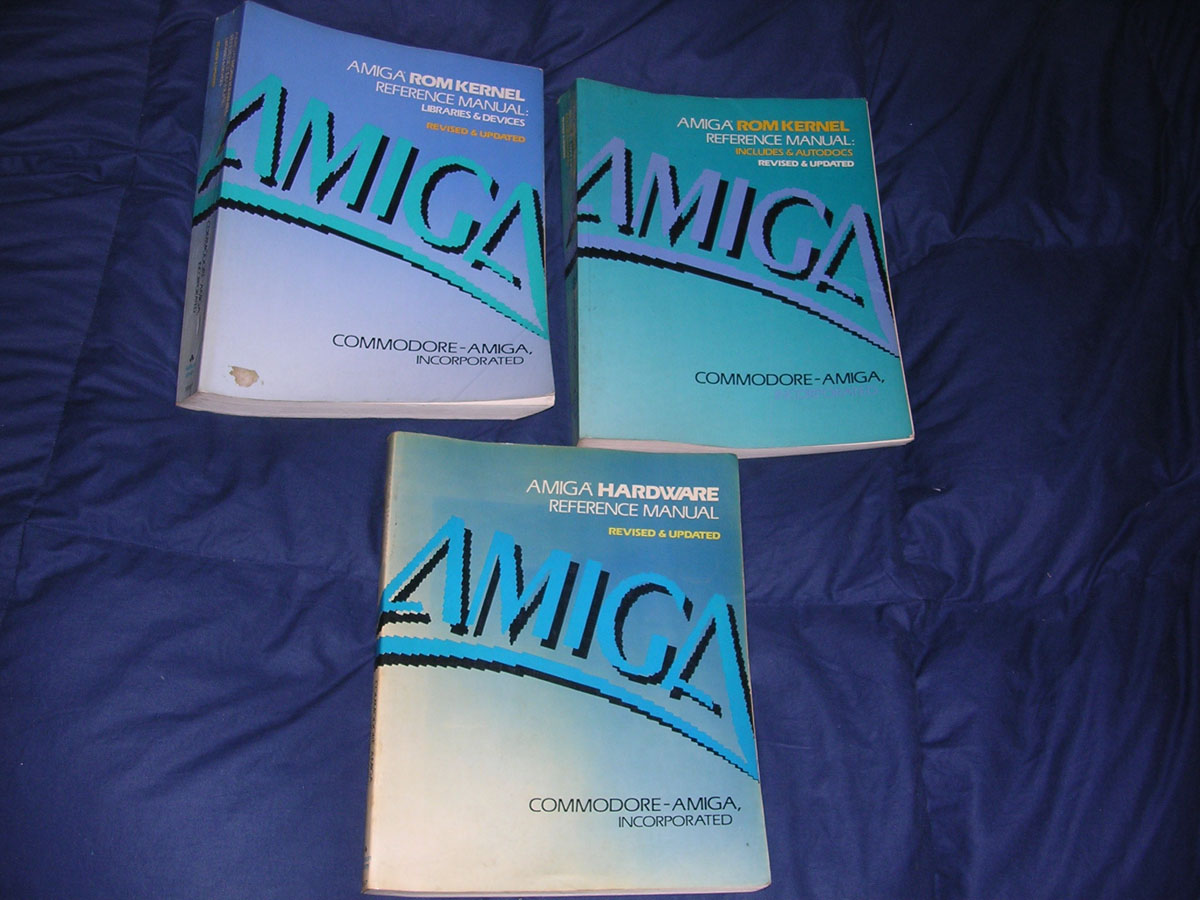 AMIGA ROM KERNEL
REFERENCE MANUAL:
LIBRARIES & DEVICES
REVISED & UPDATED
AMIGA
COMMODORE-AMIGA,
INCORPORATED
AMIGA ROM KERNEL
REFERENCE MANUAL:
INCLUDES & AUTODOCS
REVISED & UPDATED
AMIGA
COMMODORE-AMIGA,
INCORPORATED
AMIGA HARDWARE
REFERENCE MANUAL
REVISED & UPDATED
AMIGA
COMMODORE-AMIGA,
INCORPORATED